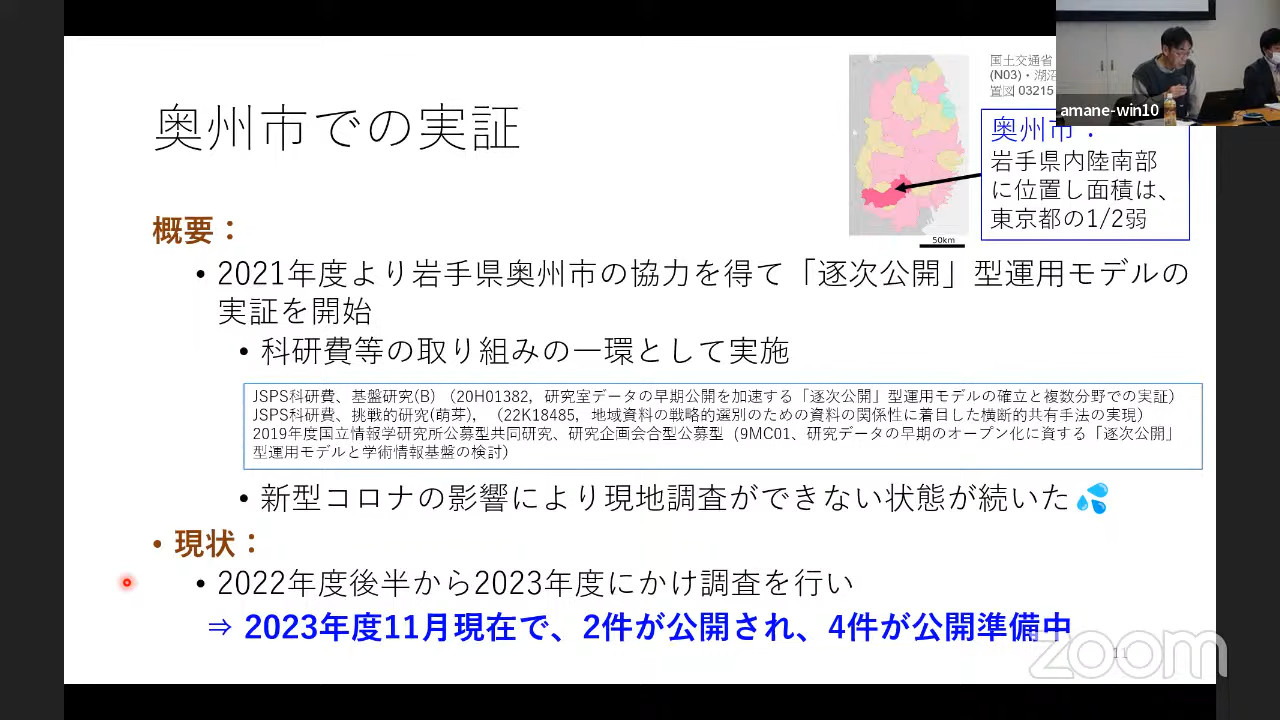 奥州市での実証
国土交通省
(N03)・湖沼
置図 03215
amane-win10
奥州市：
岩手県内陸南部
に位置し面積は、
東京都の1/2弱
50km
概要：
• 2021年度より岩手県奥州市の協力を得て「逐次公開」型運用モデルの
実証を開始
• 科研費等の取り組みの一環として実施
JSPS科研費、基盤研究(B)（20H01382，研究室データの早期公開を加速する「逐次公開」型運用モデルの確立と複数分野での実証）
JSPS科研費、挑戦的研究(萌芽)，（22K18485，地域資料の戦略的選別のための資料の関係性に着目した横断的共有手法の実現）
2019年度国立情報学研究所公募型共同研究、研究企画会合型公募型（9MC01、研究データの早期のオープン化に資する「逐次公開」
型運用モデルと学術情報基盤の検討）
• 新型コロナの影響により現地調査ができない状態が続いた💦
• 現状：
• 2022年度後半から2023年度にかけ調査を行い
⇒ 2023年度11月現在で、2件が公開され、4件が公開準備中
11
zoom